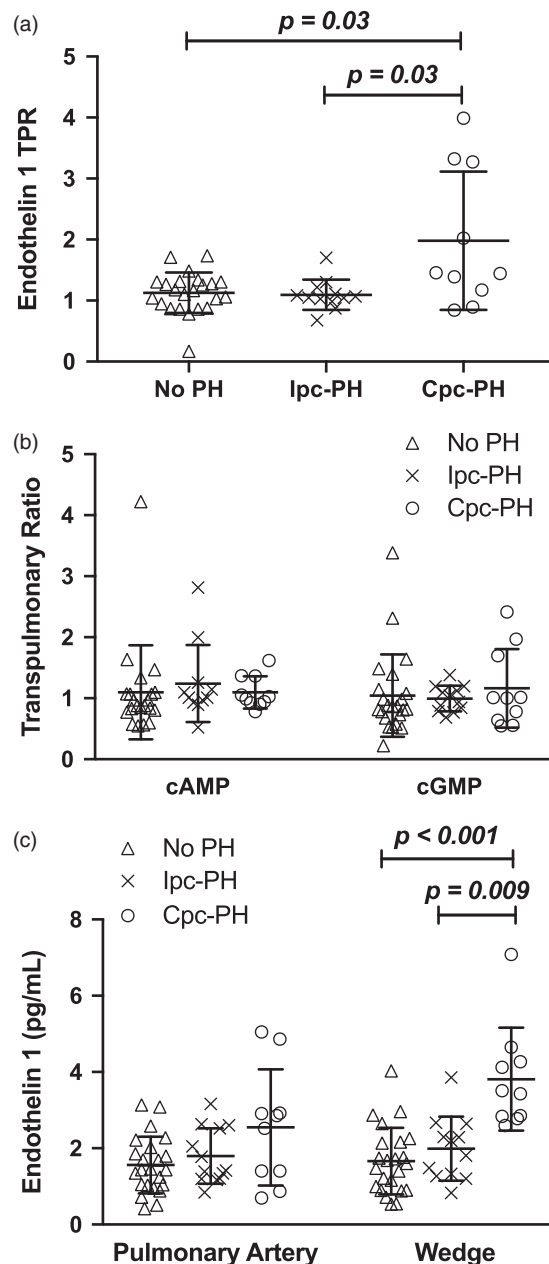 (a)
p = 0.03
p = 0.03
Endothelin 1 TPR
5
4
3
2
1
0
No PH Ipc-PH Cpc-PH
(b)
No PH
Ipc-PH
Cpc-PH
Transpulmonary Ratio
5
4
3
2
1
0
cAMP cGMP
(c)
No PH
Ipc-PH
Cpc-PH
p < 0.001
p = 0.009
Endothelin 1 (pg/mL)
8
6
4
2
0
Pulmonary Artery Wedge